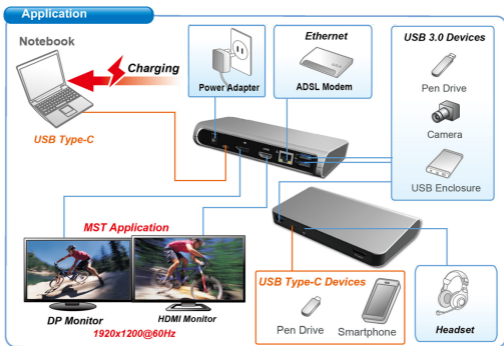 Application
Notebook
Charging
USB Type-C
Power Adapter
Ethernet
ADSL Modem
USB 3.0 Devices
Pen Drive
Camera
USB Enclosure
MST Application
DP Monitor
HDMI Monitor
1920x1200@60Hz
USB Type-C Devices
Pen Drive
Smartphone
Headset